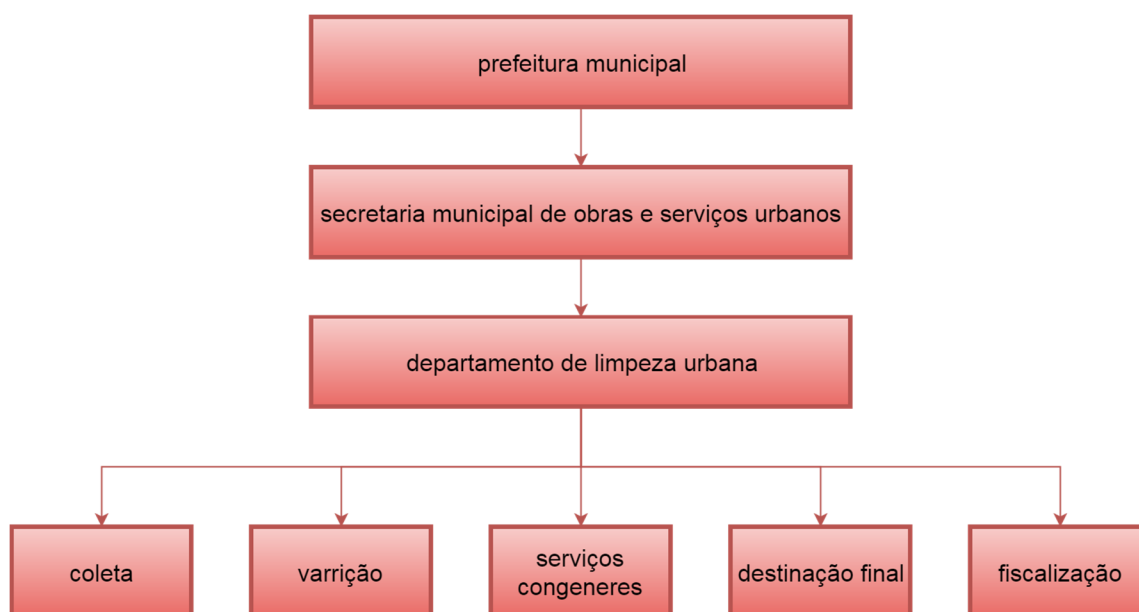 prefeitura municipal
secretaria municipal de obras e serviços urbanos
departamento de limpeza urbana
coleta
varrição
serviços
congeneres
destinação final
fiscalização